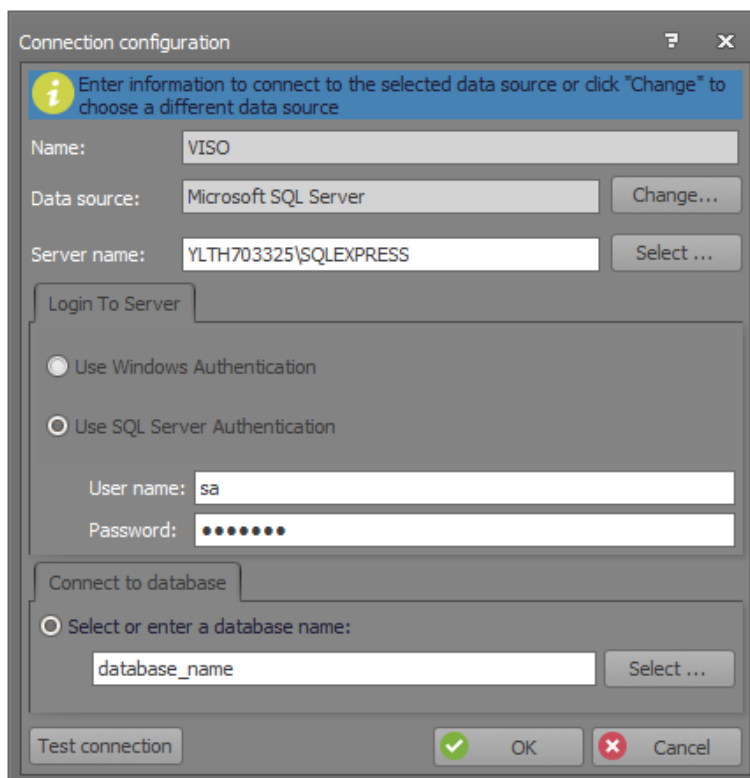 Connection configuration
Enter information to connect to the selected data source or click "Change" to
choose a different data source
Name: VISO
Data source: Microsoft SQL Server Change...
Server name: YLTH703325\SQLEXPRESS Select ...
Login To Server
Use Windows Authentication
Use SQL Server Authentication
User name: sa
Password: •••••••
Connect to database
Select or enter a database name:
database_name Select ...
Test connection OK Cancel